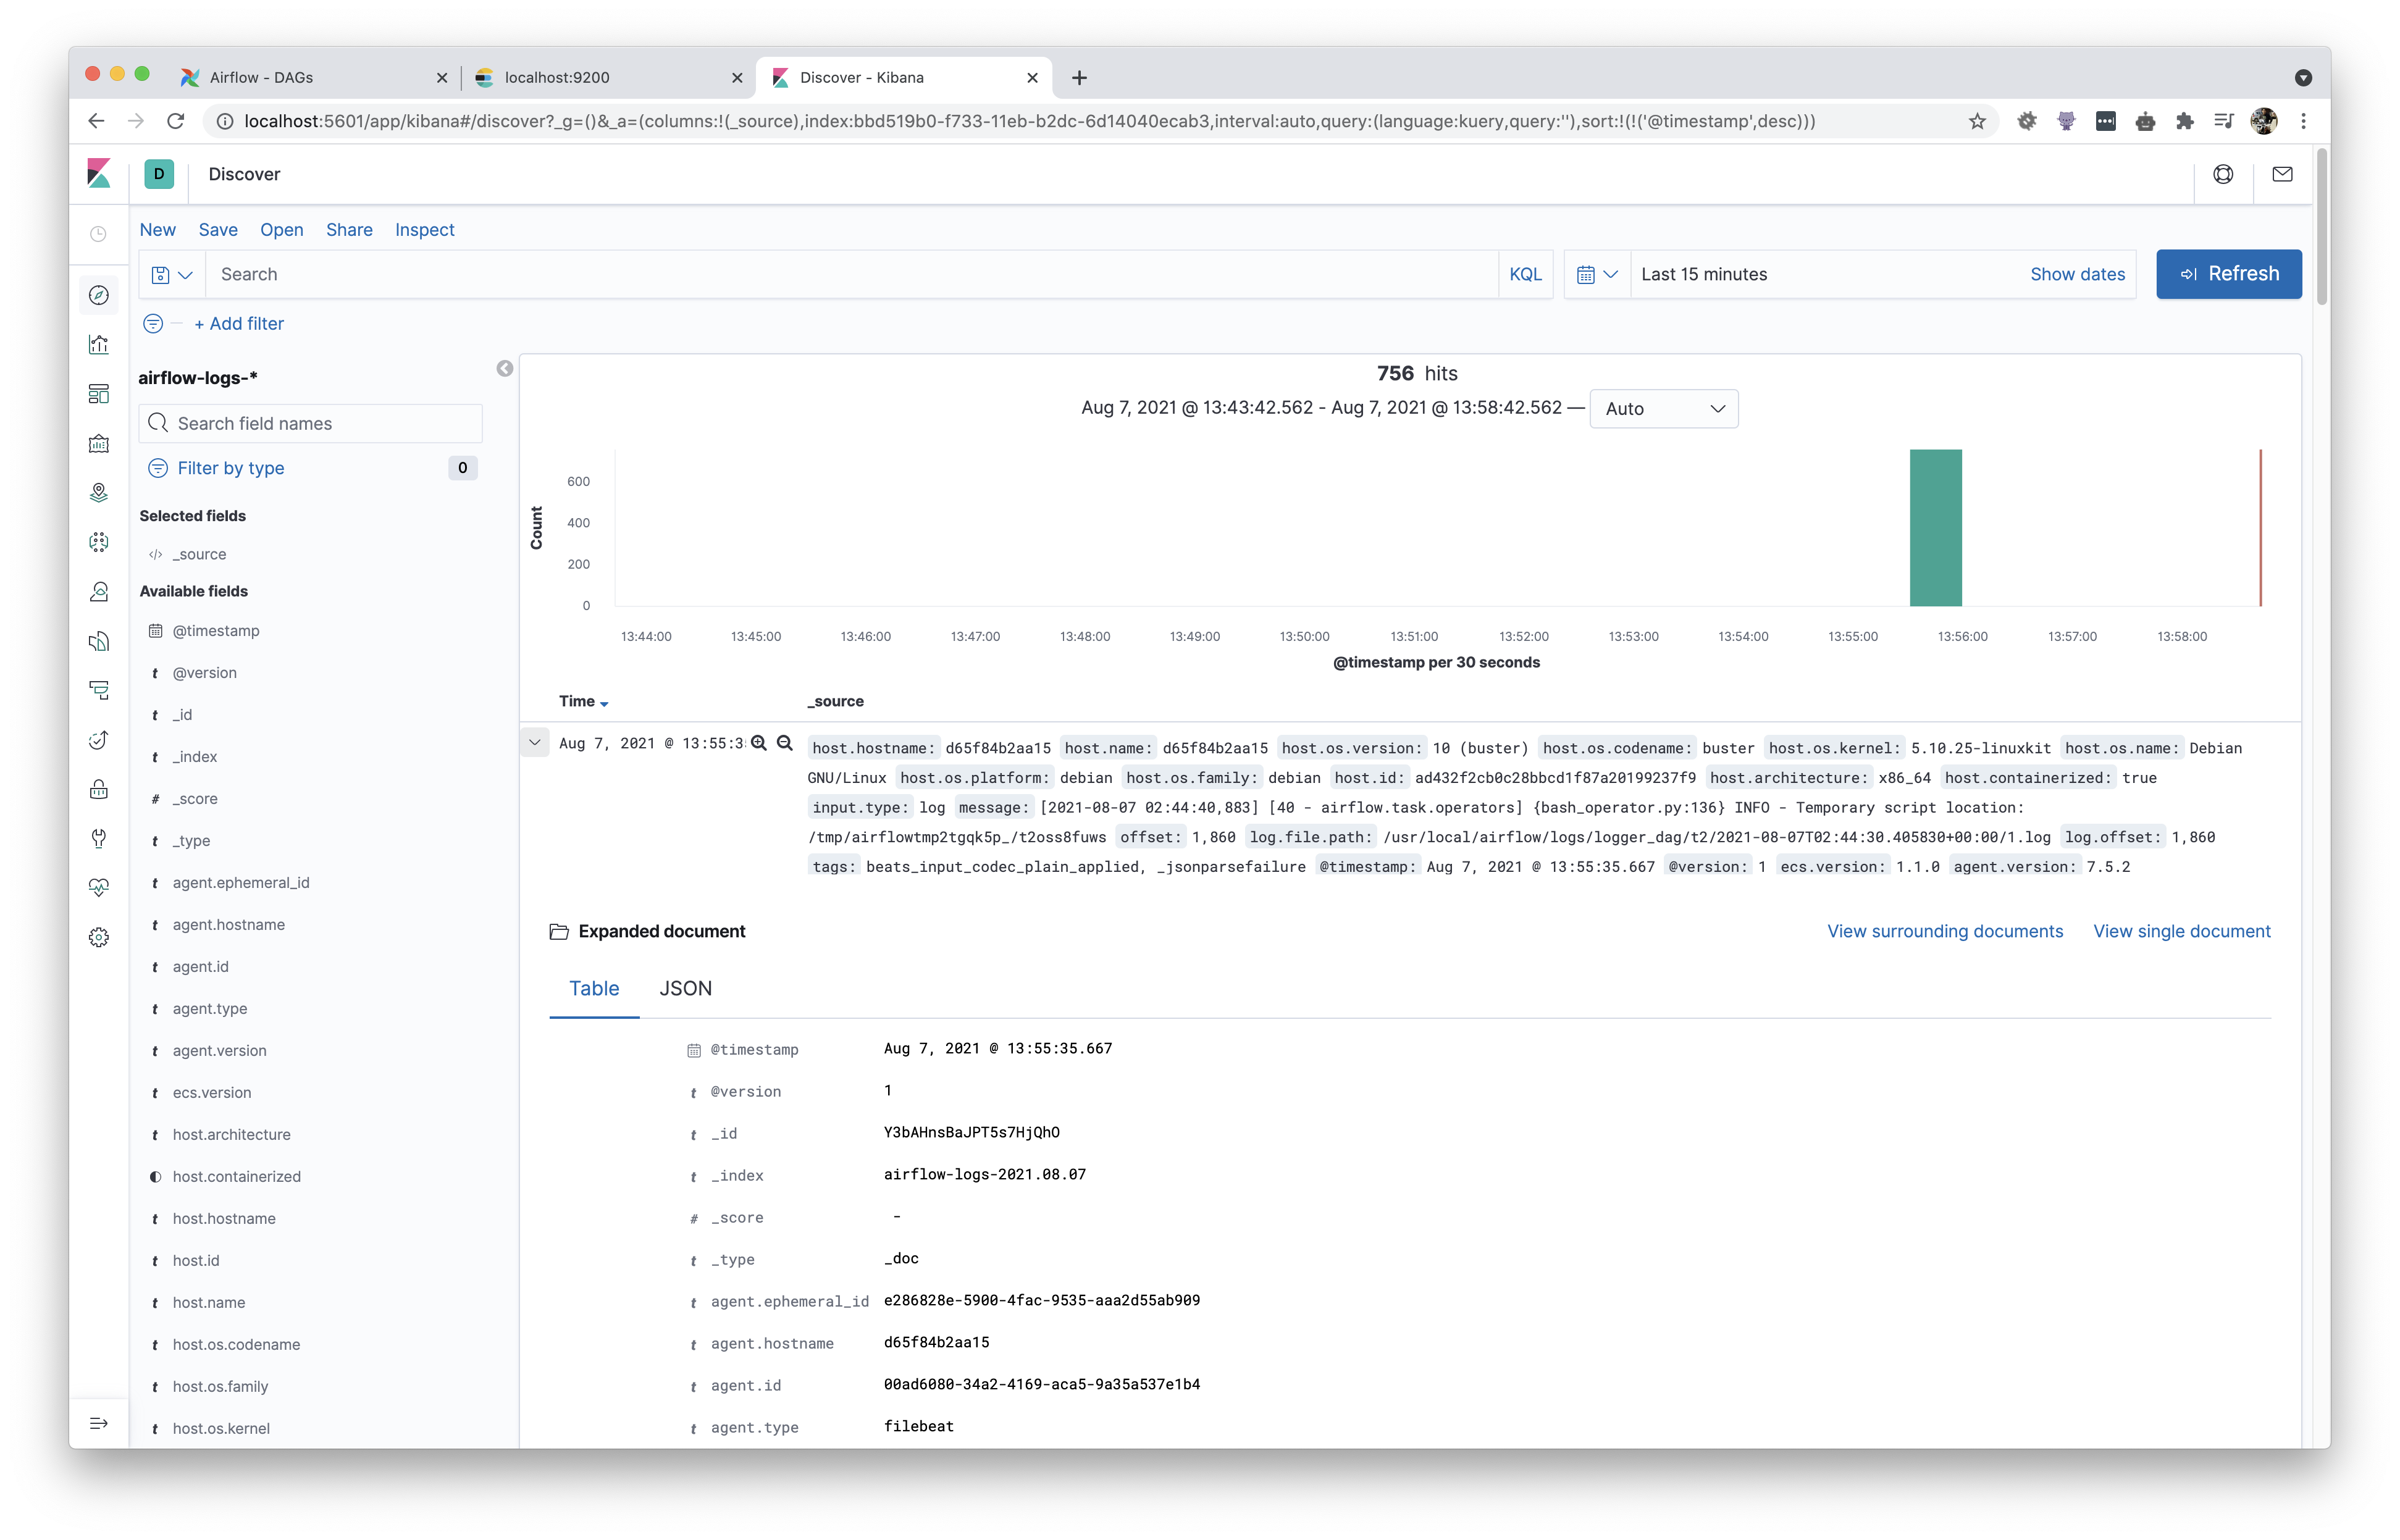 Airflow - DAGs
localhost:9200
Discover - Kibana
localhost:5601/app/kibana#/discover?_g=()&_a=(columns:!(_source),index:bbd519b0-f733-11eb-b2dc-6d14040ecab3,interval:auto,query:(language:kuery,query:''),sort:!(!('@timestamp',desc)))
D
Discover
New Save Open Share Inspect
Search KQL Last 15 minutes Show dates Refresh
+ Add filter
airflow-logs-*
Search field names
Filter by type 0
Selected fields
</> _source
Available fields
@timestamp
t @version
t _id
t _index
# _score
t _type
t agent.ephemeral_id
t agent.hostname
t agent.id
t agent.type
t agent.version
t ecs.version
t host.architecture
host.containerized
t host.hostname
t host.id
t host.name
t host.os.codename
t host.os.family
t host.os.kernel
756 hits
Aug 7, 2021 @ 13:43:42.562 - Aug 7, 2021 @ 13:58:42.562 — Auto
Count
600
400
200
0
13:44:00 13:45:00 13:46:00 13:47:00 13:48:00 13:49:00 13:50:00 13:51:00 13:52:00 13:53:00 13:54:00 13:55:00 13:56:00 13:57:00 13:58:00
@timestamp per 30 seconds
Time _source
Aug 7, 2021 @ 13:55:3
host.hostname: d65f84b2aa15 host.name: d65f84b2aa15 host.os.version: 10 (buster) host.os.codename: buster host.os.kernel: 5.10.25-linuxkit host.os.name: Debian
GNU/Linux host.os.platform: debian host.os.family: debian host.id: ad432f2cb0c28bbcd1f87a20199237f9 host.architecture: x86_64 host.containerized: true
input.type: log message: [2021-08-07 02:44:40,883] [40 - airflow.task.operators] {bash_operator.py:136} INFO - Temporary script location:
/tmp/airflowtmp2tgqk5p_/t2oss8fuws offset: 1,860 log.file.path: /usr/local/airflow/logs/logger_dag/t2/2021-08-07T02:44:30.405830+00:00/1.log log.offset: 1,860
tags: beats_input_codec_plain_applied, _jsonparsefailure @timestamp: Aug 7, 2021 @ 13:55:35.667 @version: 1 ecs.version: 1.1.0 agent.version: 7.5.2
Expanded document View surrounding documents View single document
Table JSON
@timestamp Aug 7, 2021 @ 13:55:35.667
t @version 1
t _id Y3bAHnsBaJPT5s7HjQhO
t _index airflow-logs-2021.08.07
# _score -
t _type _doc
t agent.ephemeral_id e286828e-5900-4fac-9535-aaa2d55ab909
t agent.hostname d65f84b2aa15
t agent.id 00ad6080-34a2-4169-aca5-9a35a537e1b4
t agent.type filebeat